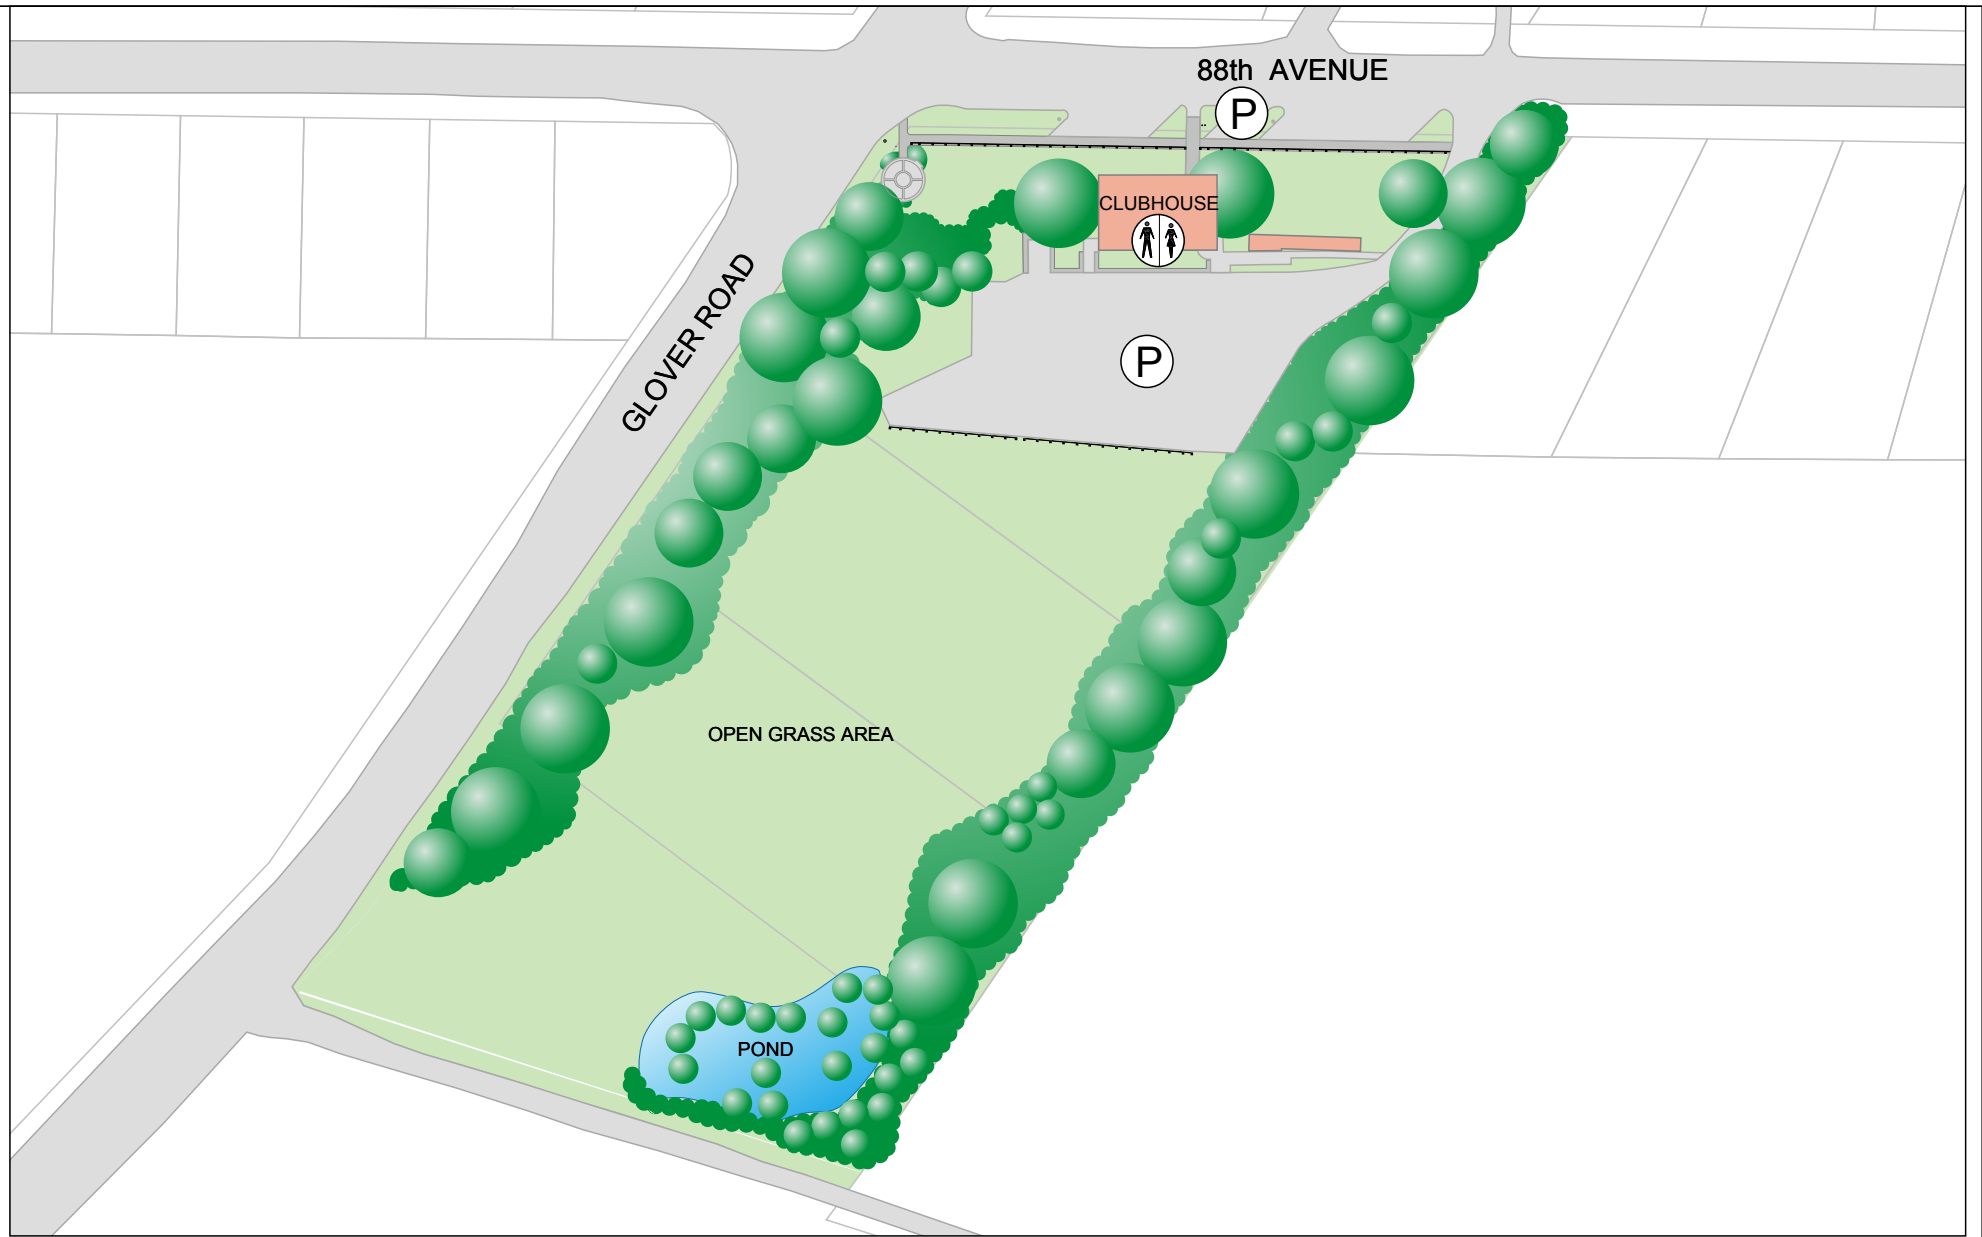 88th AVENUE
P
CLUBHOUSE
GLOVER ROAD
P
OPEN GRASS AREA
POND